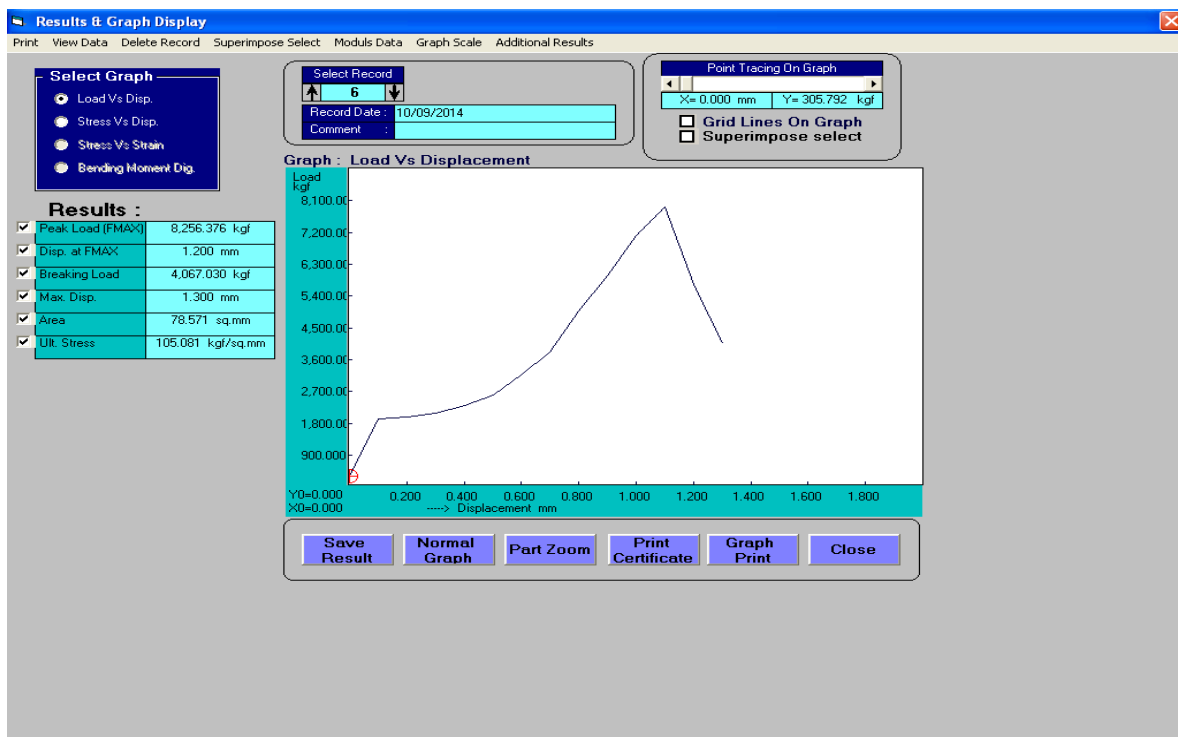 Results & Graph Display
Print View Data Delete Record Superimpose Select Moduls Data Graph Scale Additional Results
Select Graph
Load Vs Disp.
Stress Vs Disp.
Stress Vs Strain
Bending Moment Dig.
Select Record
6
Record Date : 10/09/2014
Comment :
Point Tracing On Graph
X= 0.000 mm Y= 305.792 kgf
Grid Lines On Graph
Superimpose select
Results :
Peak Load (FMAX) 8,256.376 kgf
Disp. at FMAX 1.200 mm
Breaking Load 4,067.030 kgf
Max. Disp. 1.300 mm
Area 78.571 sq.mm
Ult. Stress 105.081 kgf/sq.mm
Graph : Load Vs Displacement
Load
kgf
8,100.00
7,200.00
6,300.00
5,400.00
4,500.00
3,600.00
2,700.00
1,800.00
900.000
Y0=0.000 0.200 0.400 0.600 0.800 1.000 1.200 1.400 1.600 1.800
X0=0.000 ----> Displacement mm
Save Result
Normal Graph
Part Zoom
Print Certificate
Graph Print
Close